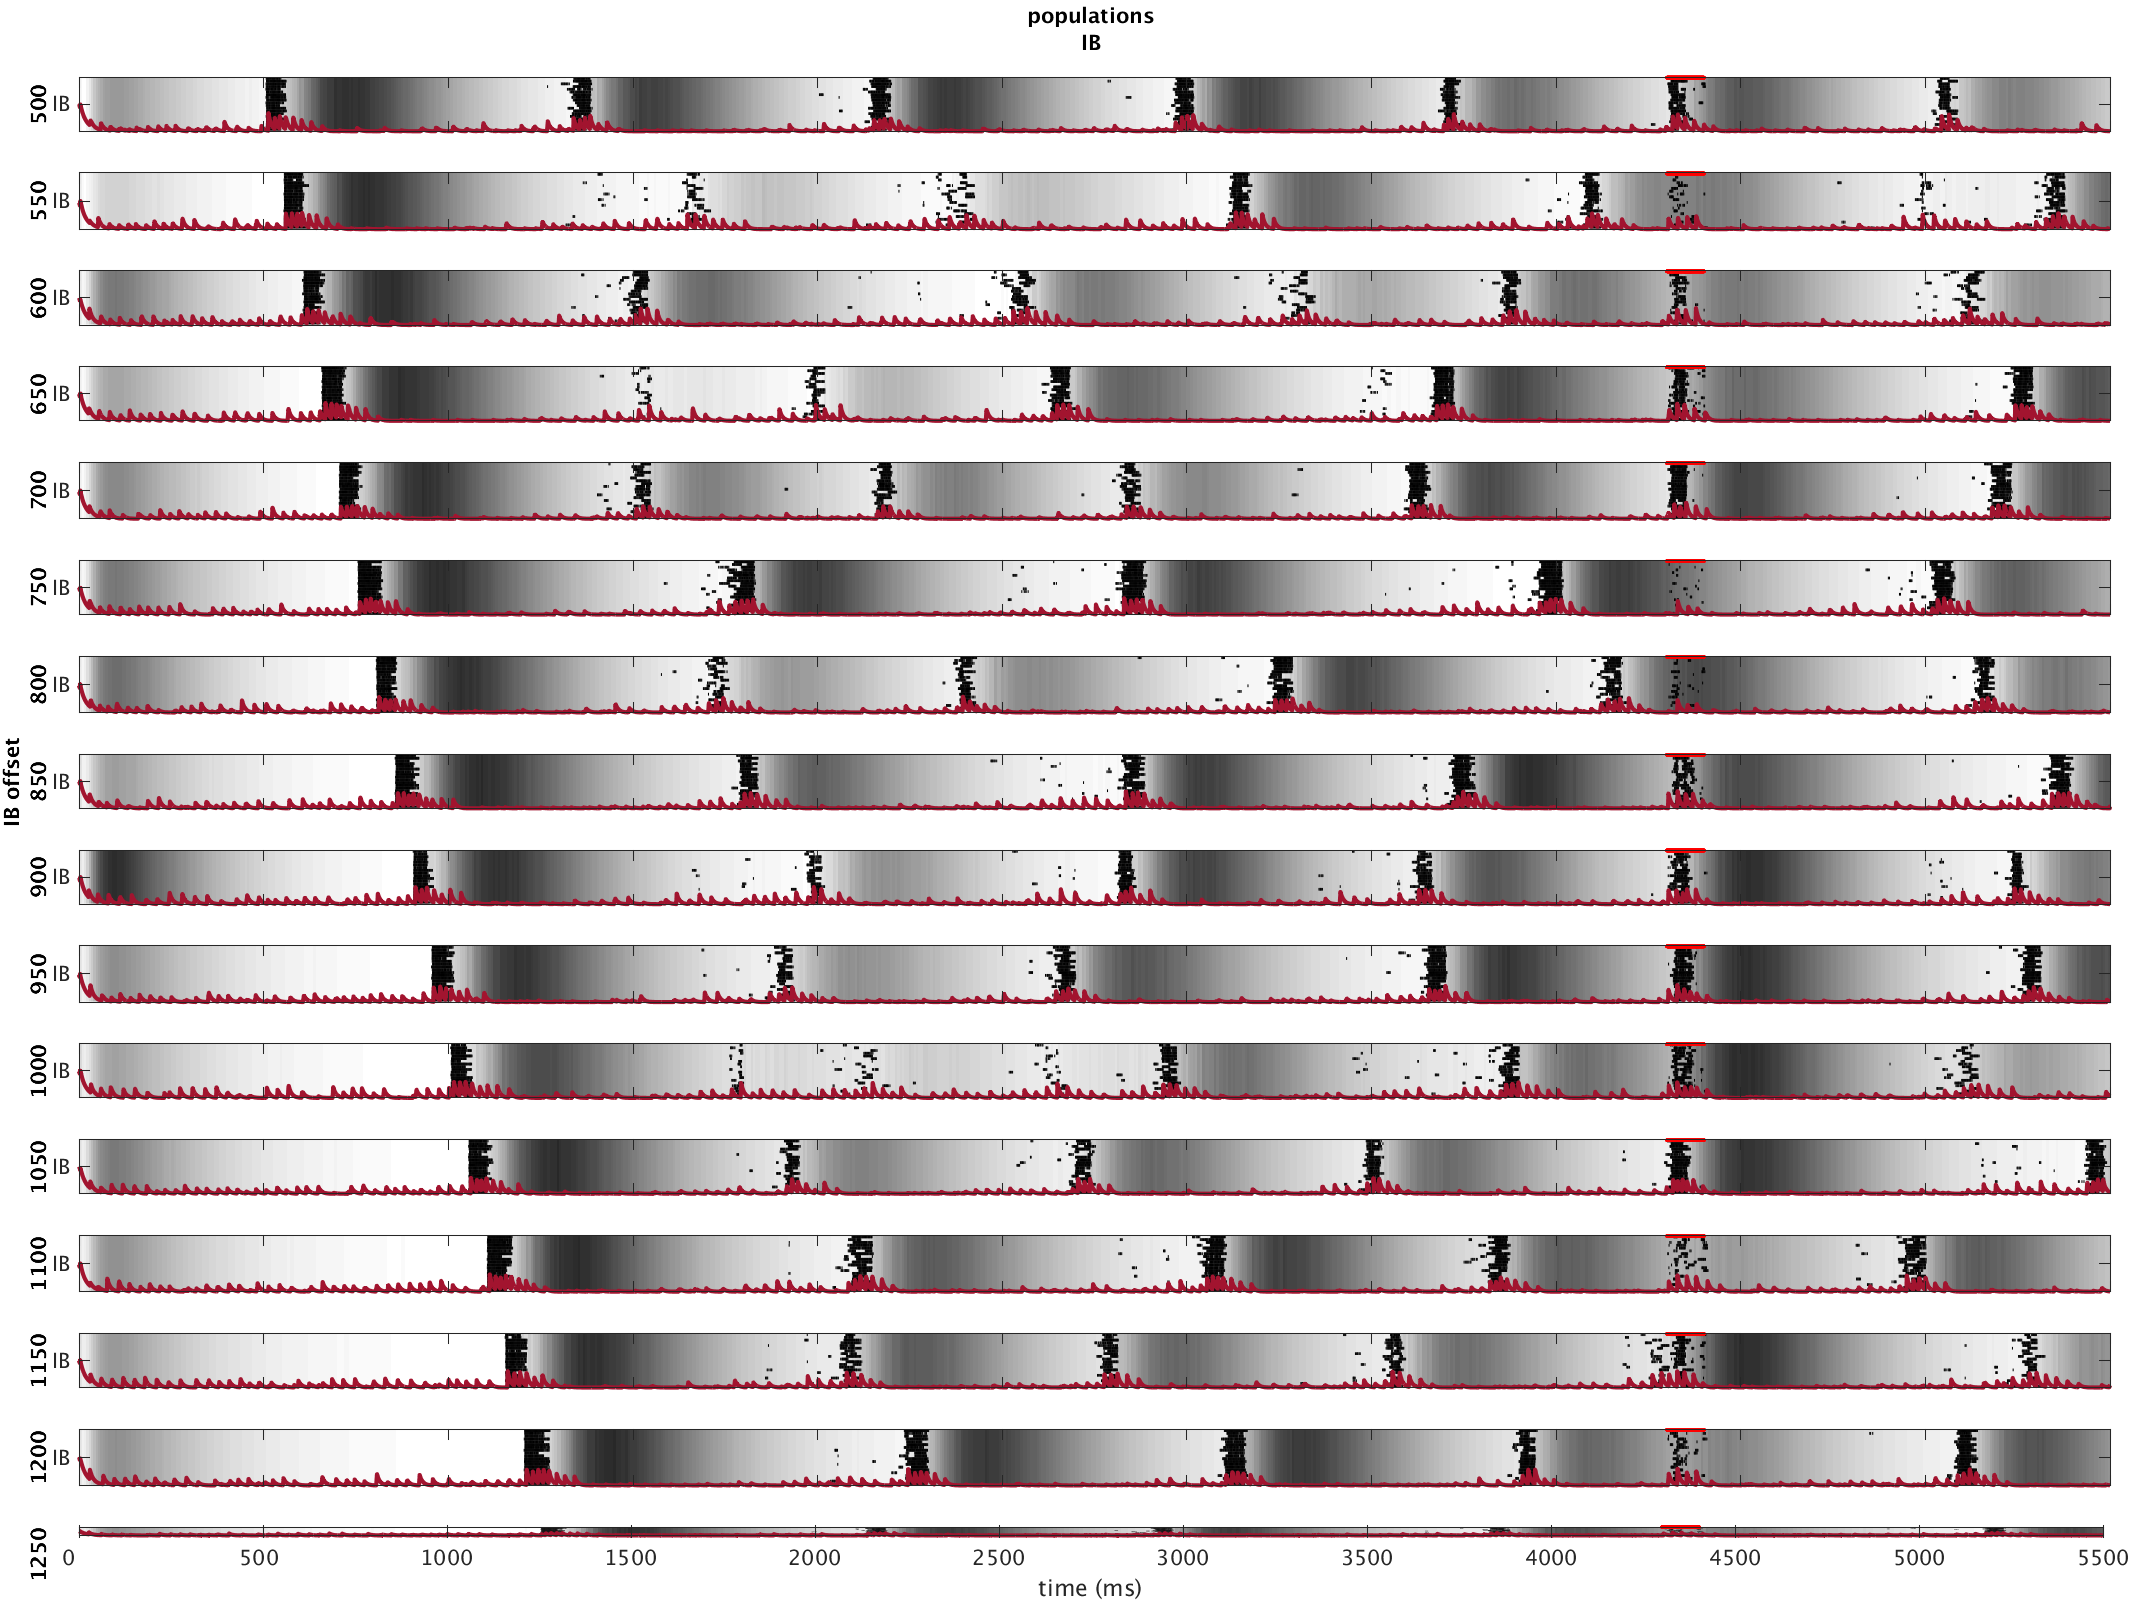 populations
IB
IB offset
500 IB
550 IB
600 IB
650 IB
700 IB
750 IB
800 IB
850 IB
900 IB
950 IB
1000 IB
1050 IB
1100 IB
1150 IB
1200 IB
1250
0 500 1000 1500 2000 2500 3000 3500 4000 4500 5000 5500
time (ms)